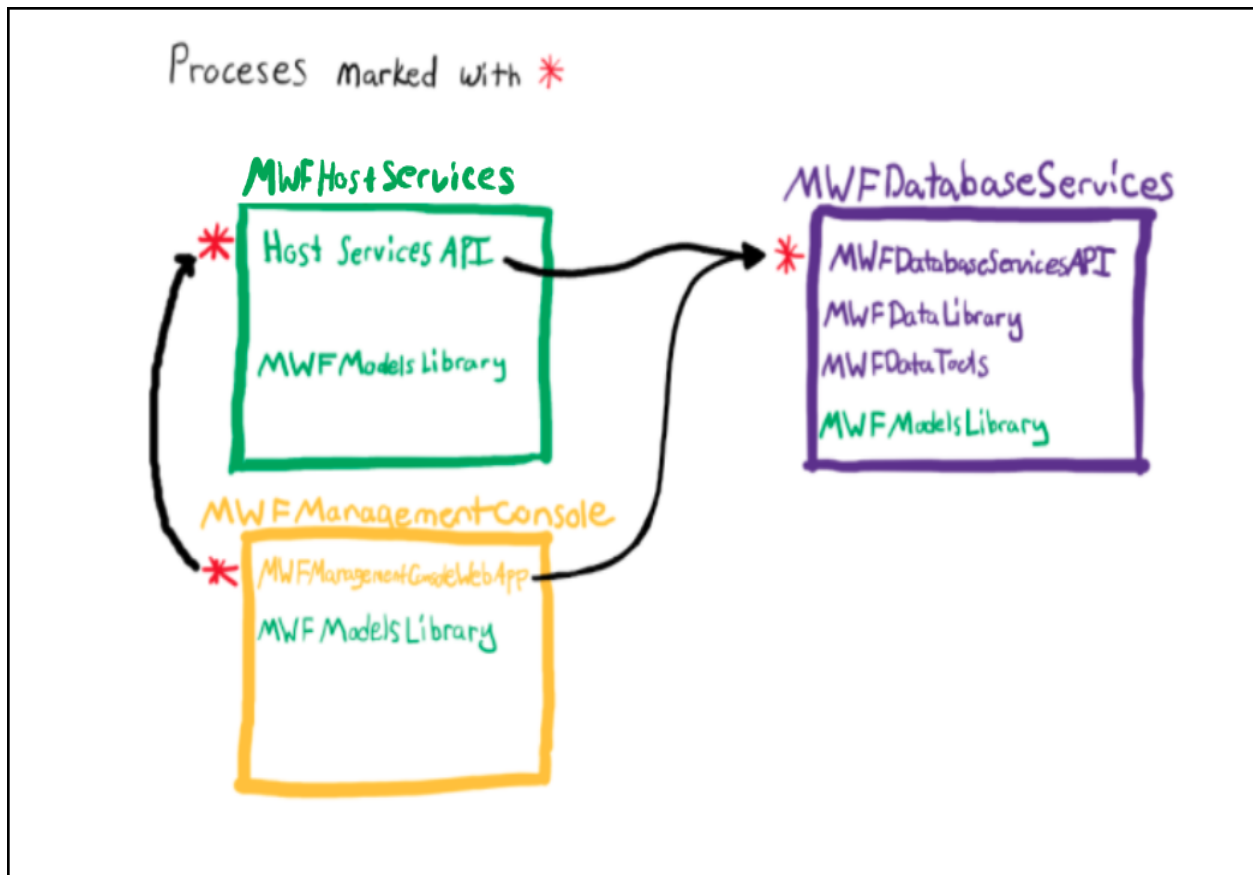 Proceses marked with *
MWFHostServices
* Host Services API
MWFModelsLibrary
MWFDatabaseServices
* MWFDatabaseServicesAPI
MWFDataLibrary
MWFDataTools
MWFModelsLibrary
MWFManagementConsole
* MWFManagementConsoleWebApp
MWFModelsLibrary